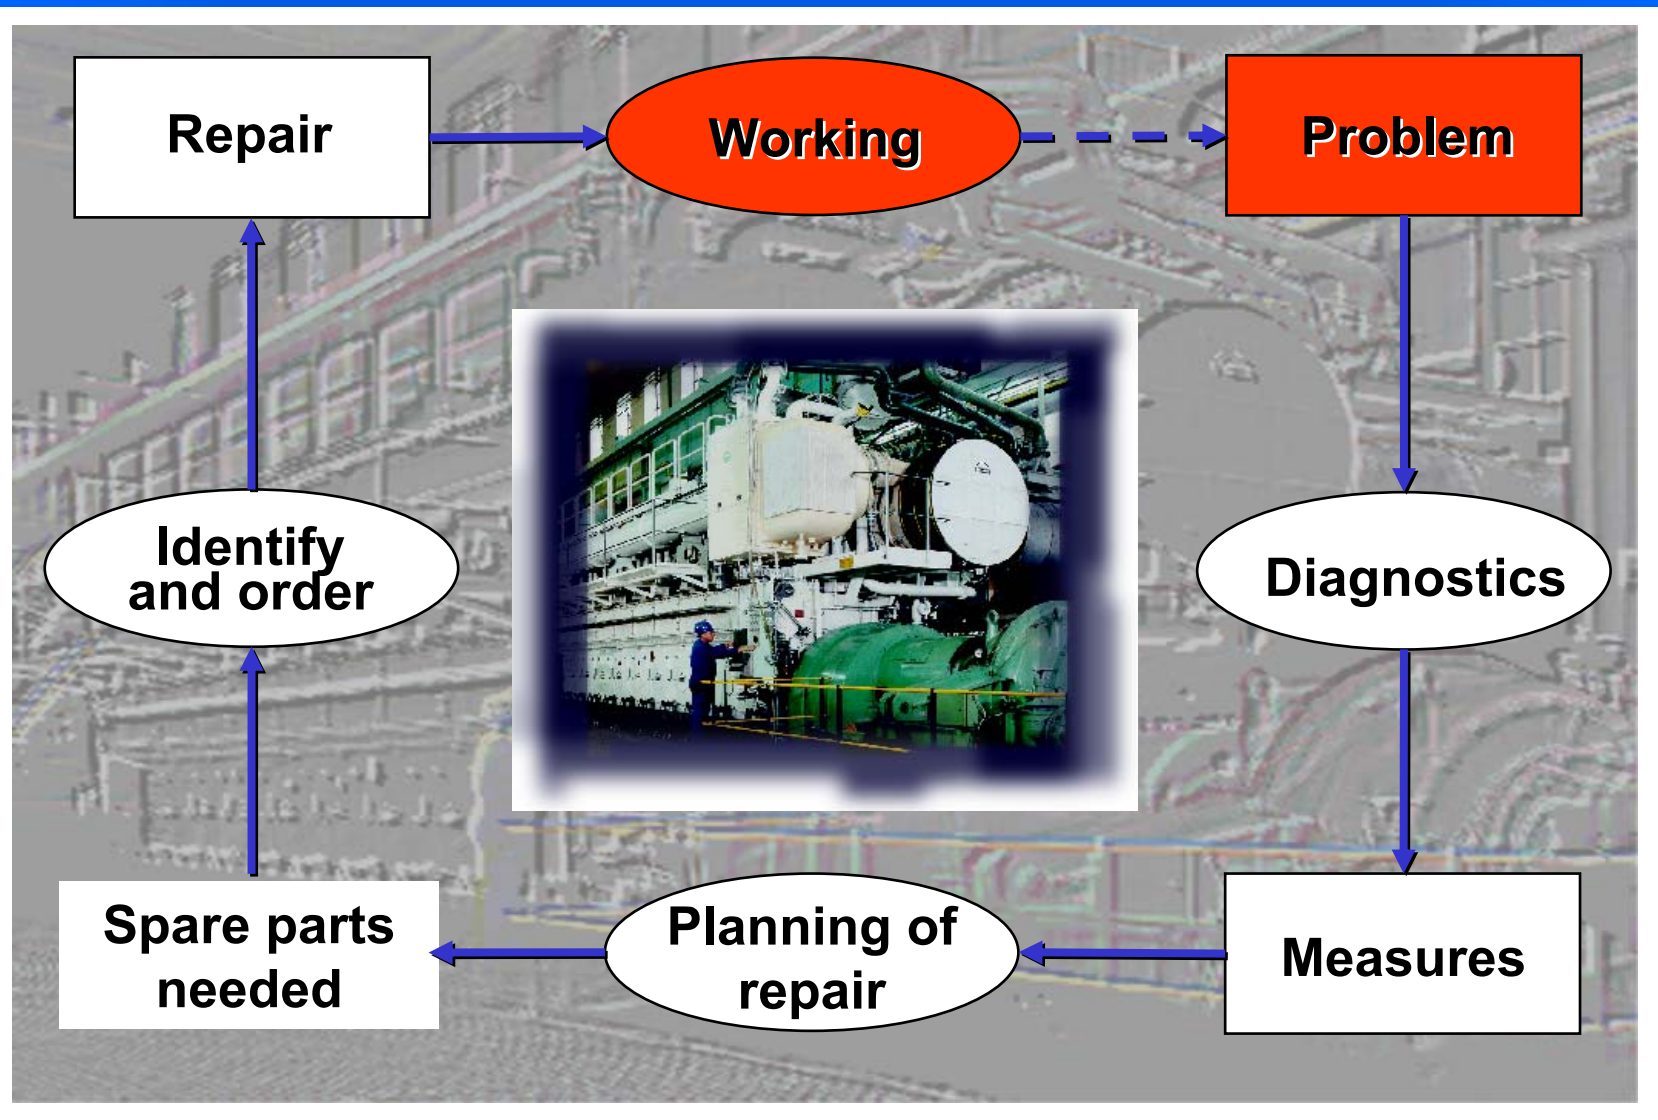 Repair
Working
Problem
Identify
and order
Diagnostics
Spare parts
needed
Planning of
repair
Measures